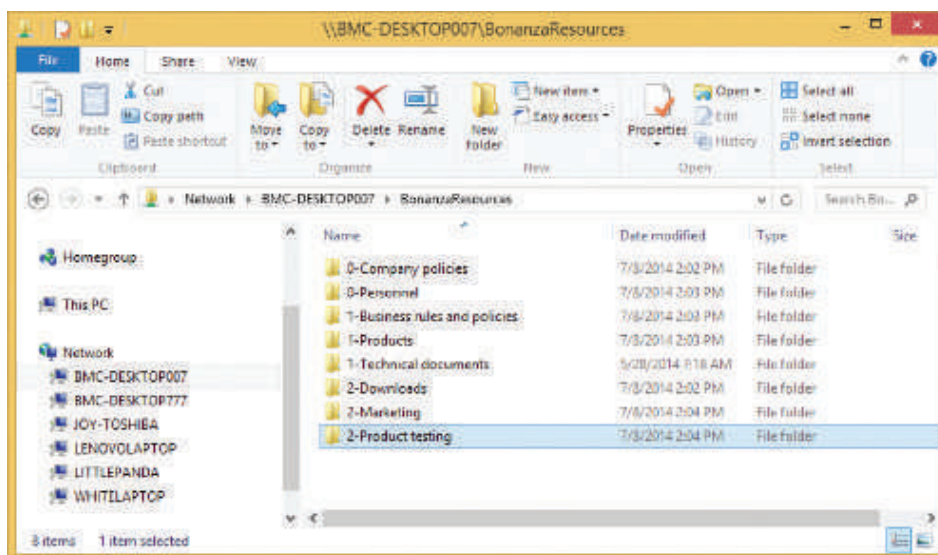 \\BMC-DESKTOP007\BonanzaResources
File Home Share View
Copy
Paste
Cut
Copy path
Paste shortcut
Clipboard
Move to
Copy to
Delete
Rename
Organize
New folder
New item
Easy access
New
Properties
Open
Edit
History
Open
Select all
Select none
Invert selection
Select
Network BMC-DESKTOP007 BonanzaResources
Search Bon...
Homegroup
This PC
Network
BMC-DESKTOP007
BMC-DESKTOP777
JOY-TOSHIBA
LENOVOLAPTOP
LITTLEPANDA
WHITELAPTOP
Name Date modified Type Size
0-Company policies 7/8/2014 2:02 PM File folder
0-Personnel 7/8/2014 2:03 PM File folder
1-Business rules and policies 7/8/2014 2:03 PM File folder
1-Products 7/8/2014 2:03 PM File folder
1-Technical documents File folder
2-Downloads 7/8/2014 2:02 PM File folder
2-Marketing 7/8/2014 2:04 PM File folder
2-Product testing 7/8/2014 2:04 PM File folder
8 items 1 item selected